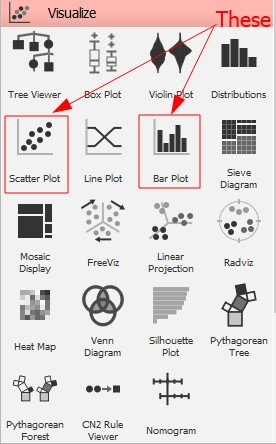 Visualize
These
Tree Viewer
Box Plot
Violin Plot
Distributions
Scatter Plot
Line Plot
Bar Plot
Sieve
Diagram
Mosaic
Display
FreeViz
Linear
Projection
Radviz
Heat Map
Venn
Diagram
Silhouette
Plot
Pythagorean
Tree
Pythagorean
Forest
CN2 Rule
Viewer
Nomogram